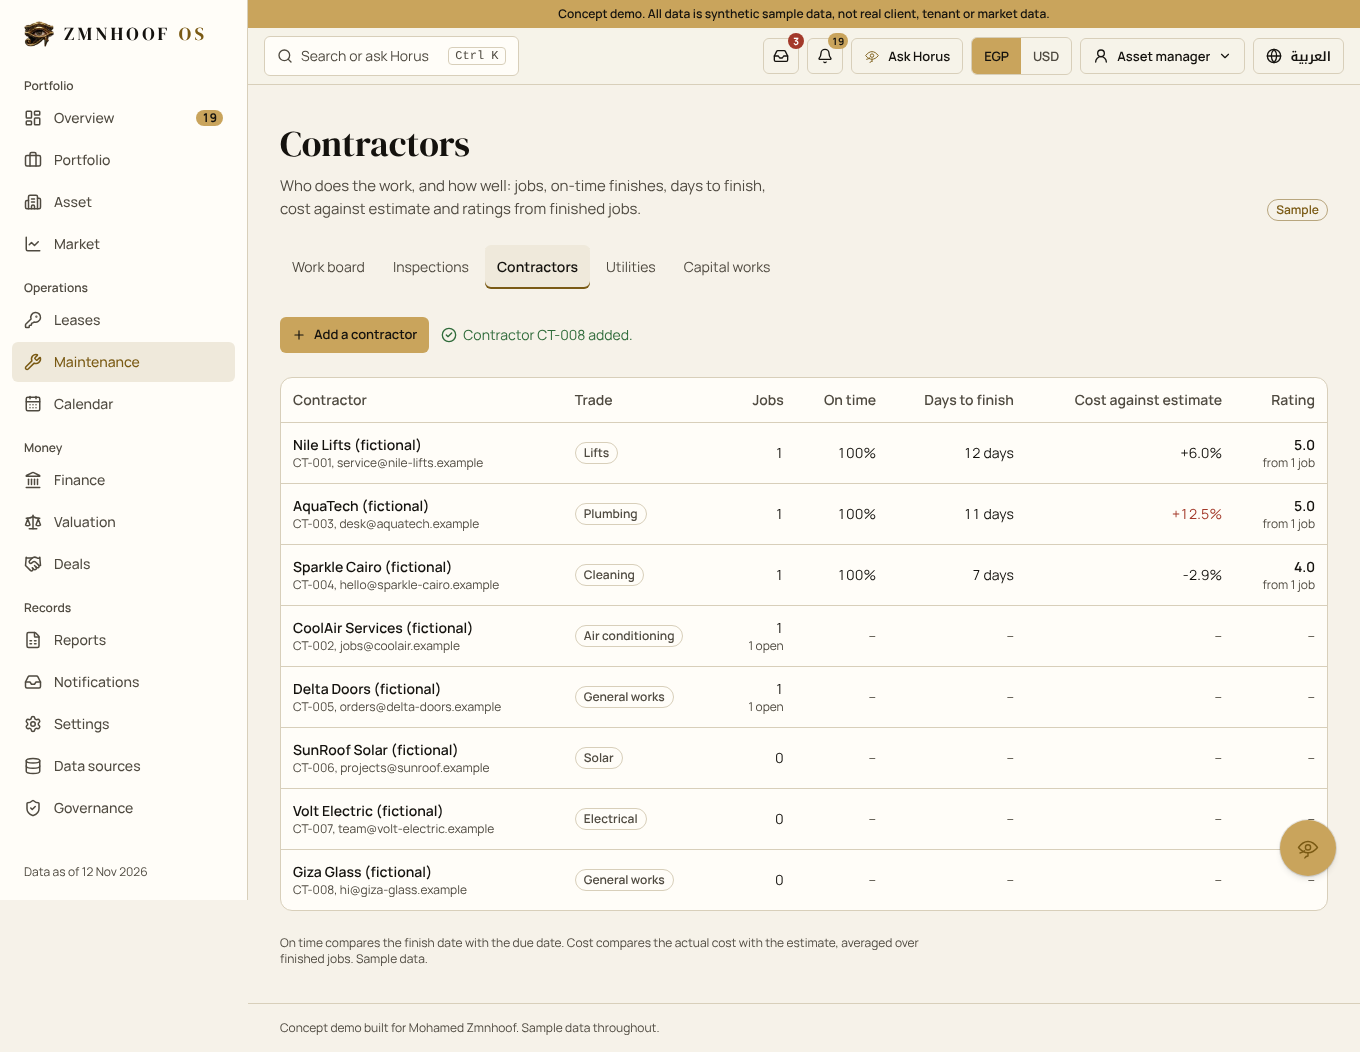 ZMNHOOF OS
Portfolio
Overview 19
Portfolio
Asset
Market
Operations
Leases
Maintenance
Calendar
Money
Finance
Valuation
Deals
Records
Reports
Notifications
Settings
Data sources
Governance
Data as of 12 Nov 2026
Concept demo. All data is synthetic sample data, not real client, tenant or market data.
Search or ask Horus Ctrl K 3 19 Ask Horus EGP USD Asset manager العربية
Contractors
Who does the work, and how well: jobs, on-time finishes, days to finish,
cost against estimate and ratings from finished jobs.
Sample
Work board Inspections Contractors Utilities Capital works
Add a contractor Contractor CT-008 added.
Contractor Trade Jobs On time Days to finish Cost against estimate Rating
Nile Lifts (fictional) Lifts 1 100% 12 days +6.0% 5.0
CT-001, service@nile-lifts.example from 1 job
AquaTech (fictional) Plumbing 1 100% 11 days +12.5% 5.0
CT-003, desk@aquatech.example from 1 job
Sparkle Cairo (fictional) Cleaning 1 100% 7 days -2.9% 4.0
CT-004, hello@sparkle-cairo.example from 1 job
CoolAir Services (fictional) Air conditioning 1 – – – –
CT-002, jobs@coolair.example 1 open
Delta Doors (fictional) General works 1 – – – –
CT-005, orders@delta-doors.example 1 open
SunRoof Solar (fictional) Solar 0 – – – –
CT-006, projects@sunroof.example
Volt Electric (fictional) Electrical 0 – – – –
CT-007, team@volt-electric.example
Giza Glass (fictional) General works 0 – – – –
CT-008, hi@giza-glass.example
On time compares the finish date with the due date. Cost compares the actual cost with the estimate, averaged over
finished jobs. Sample data.
Concept demo built for Mohamed Zmnhoof. Sample data throughout.